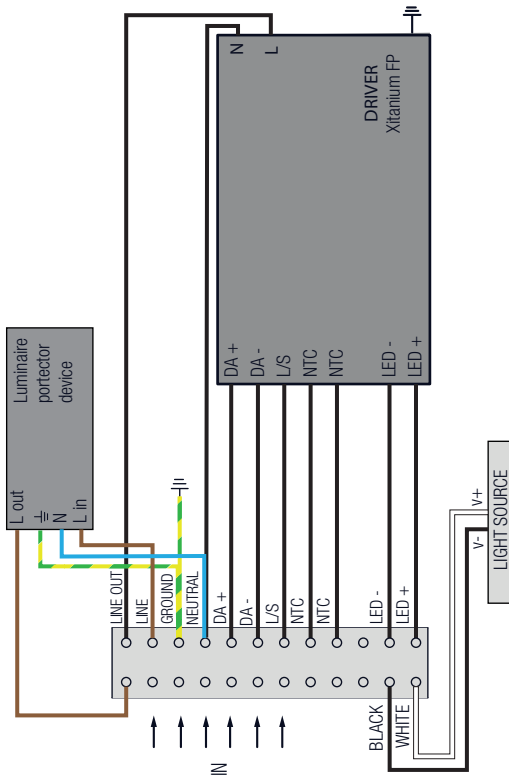 N
L
DRIVER
Xitanium FP
Luminaire
portector
device
L out
N
L in
DA +
DA -
L/S
NTC
NTC
LED -
LED +
LINE OUT
LINE
GROUND
NEUTRAL
DA +
DA -
L/S
NTC
NTC
LED -
LED +
V+
V-
LIGHT SOURCE
IN
BLACK
WHITE